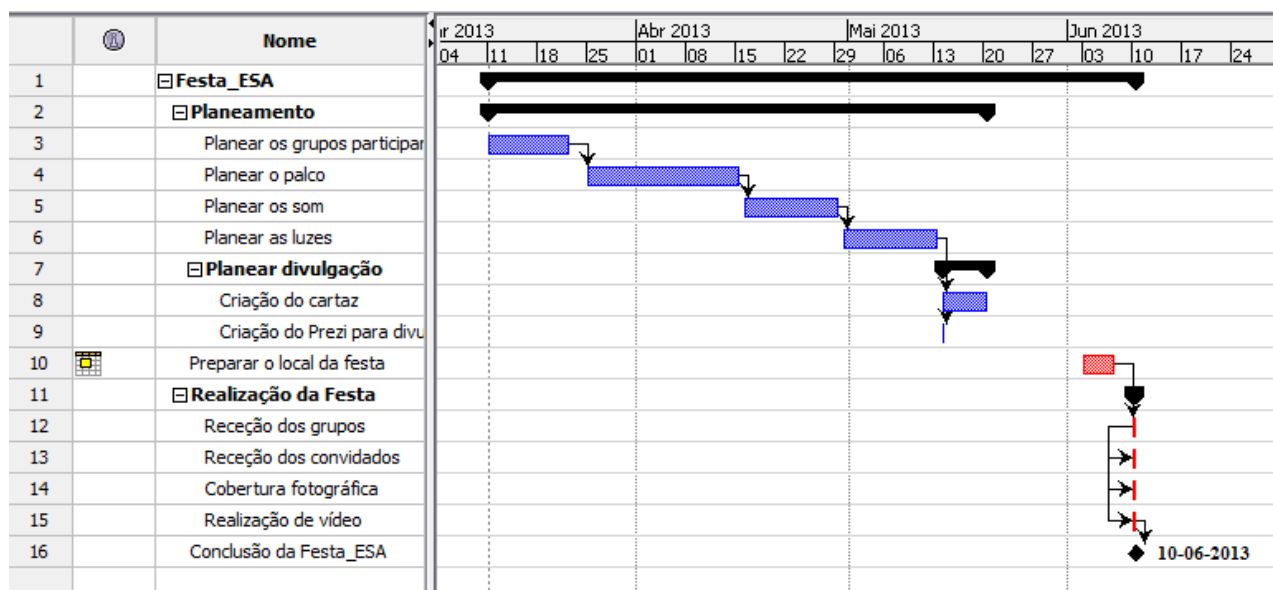 Nome
ır 2013 Abr 2013 Mai 2013 Jun 2013
04 11 18 25 01 08 15 22 29 06 13 20 27 03 10 17 24
1 Festa_ESA
2 Planeamento
3 Planear os grupos participar
4 Planear o palco
5 Planear os som
6 Planear as luzes
7 Planear divulgação
8 Criação do cartaz
9 Criação do Prezi para divu
10 Preparar o local da festa
11 Realização da Festa
12 Receção dos grupos
13 Receção dos convidados
14 Cobertura fotográfica
15 Realização de vídeo
16 Conclusão da Festa_ESA 10-06-2013